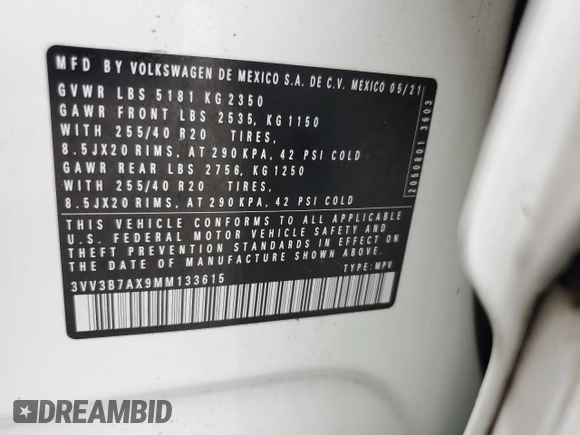 MFD BY VOLKSWAGEN DE MEXICO S.A. DE C.V. MEXICO 05/21
GVWR LBS 5181 KG 2350
GAWR FRONT LBS 2535, KG 1150
WITH 255/40 R20 TIRES,
8.5JX20 RIMS, AT 290 KPA, 42 PSI COLD
GAWR REAR LBS 2756, KG 1250
WITH 255/40 R20 TIRES,
8.5JX20 RIMS, AT 290 KPA, 42 PSI COLD
THIS VEHICLE CONFORMS TO ALL APPLICABLE
U.S. FEDERAL MOTOR VEHICLE SAFETY AND
THEFT PREVENTION STANDARDS IN EFFECT ON
THE DATE OF MANUFACTURE SHOWN ABOVE.
3VV3B7AX9MM133615 TYPE: MPV
2050801 3603
DREAMBID